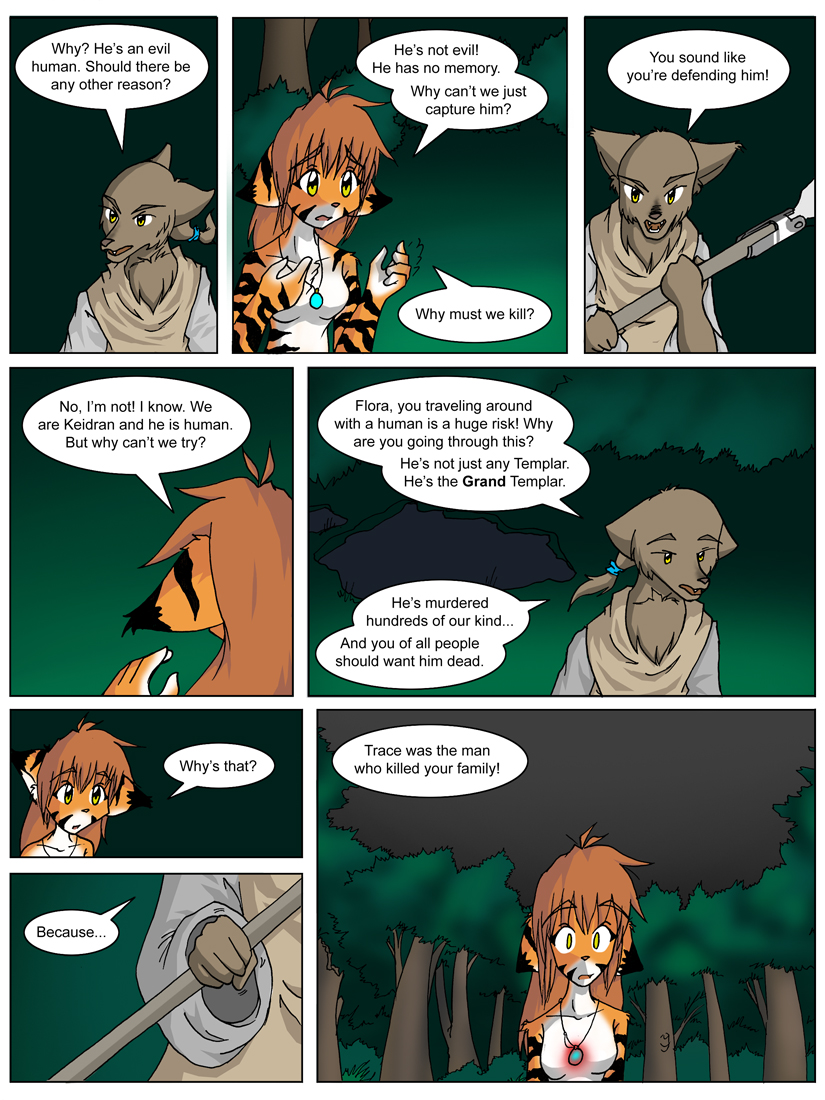 Why? He's an evil
human. Should there be
any other reason?
He's not evil!
He has no memory.
Why can't we just
capture him?
Why must we kill?
You sound like
you're defending him!
No, I'm not! I know. We
are Keidran and he is human.
But why can't we try?
Flora, you traveling around
with a human is a huge risk! Why
are you going through this?
He's not just any Templar.
He's the Grand Templar.
He's murdered
hundreds of our kind...
And you of all people
should want him dead.
Why's that?
Because...
Trace was the man
who killed your family!